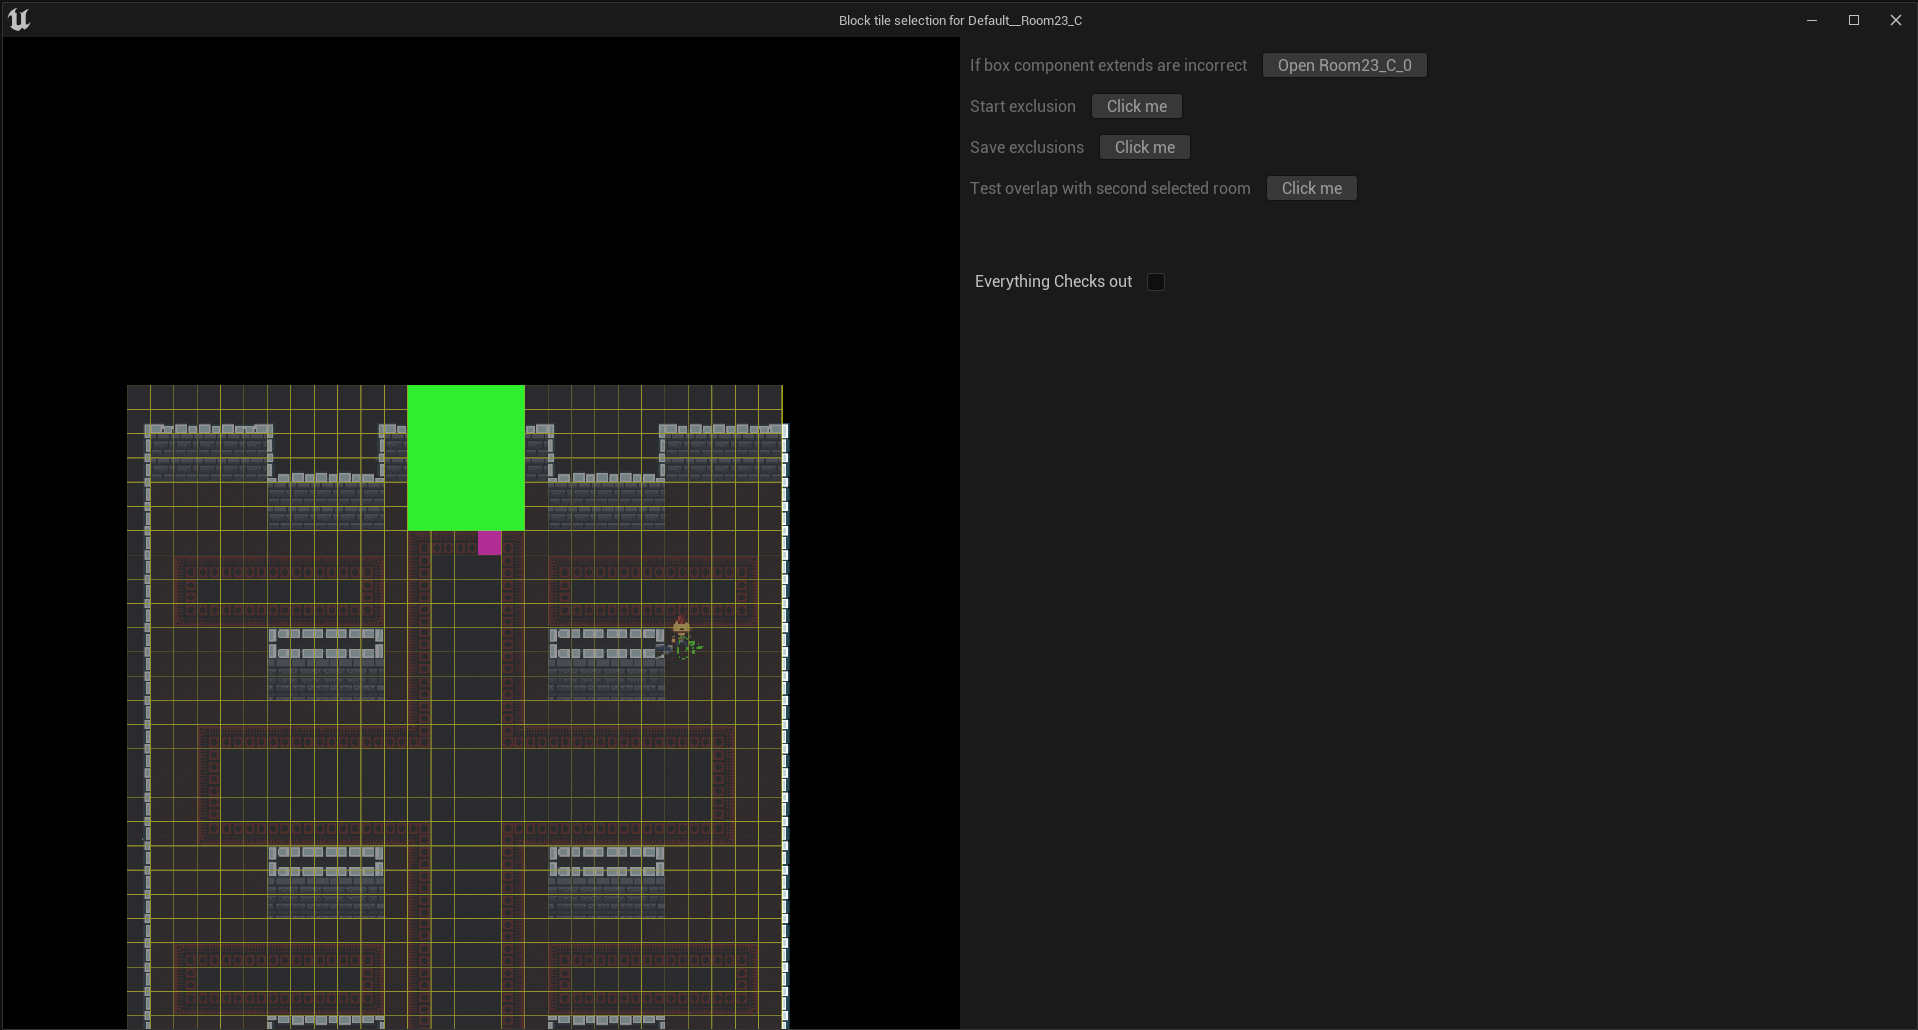 Block tile selection for Default__Room23_C
If box component extends are incorrect Open Room23_C_0
Start exclusion Click me
Save exclusions Click me
Test overlap with second selected room Click me
Everything Checks out